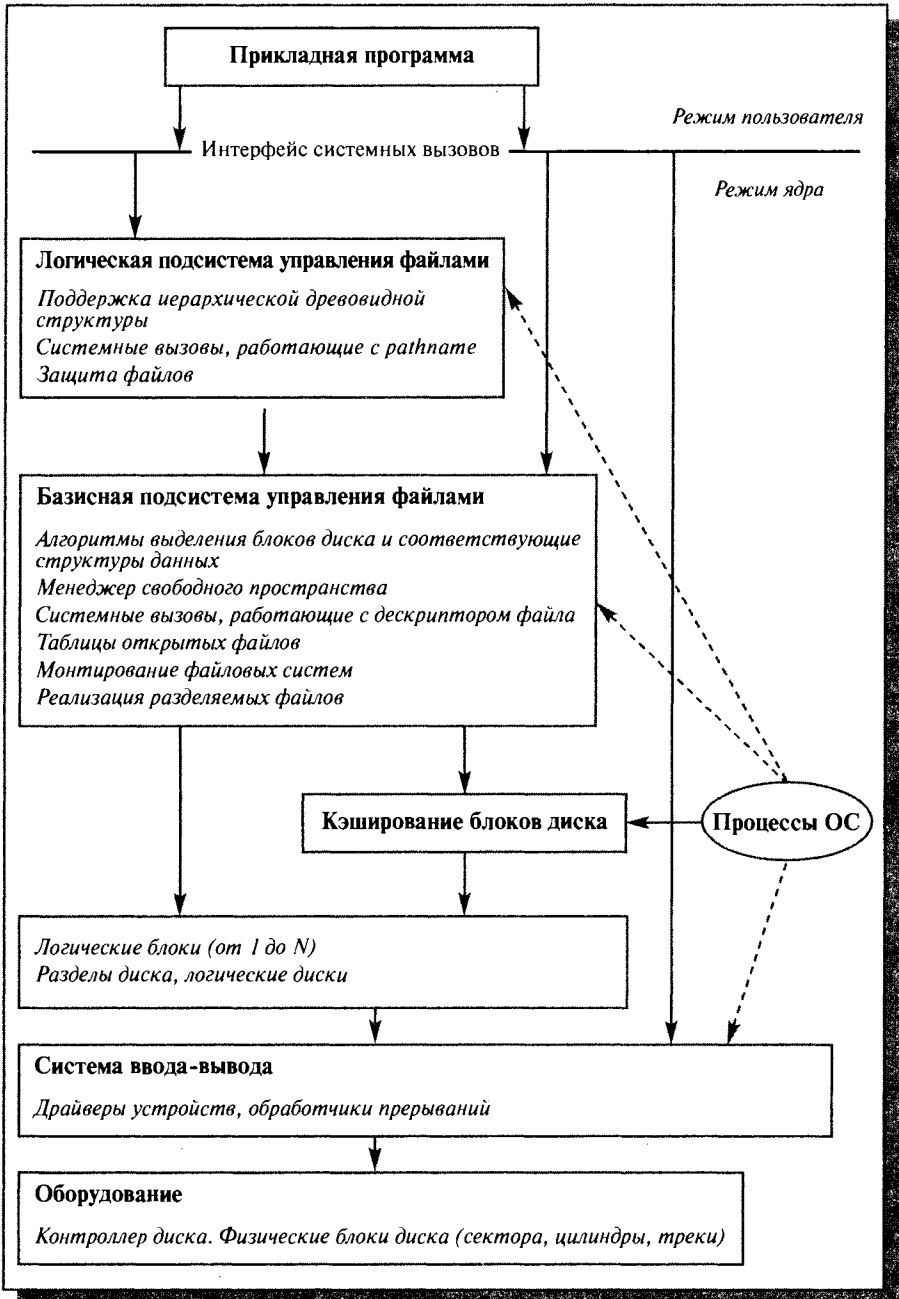 Прикладная программа
Режим пользователя
Интерфейс системных вызовов
Режим ядра
Логическая подсистема управления файлами
Поддержка иерархической древовидной
структуры
Системные вызовы, работающие с pathname
Защита файлов
Базисная подсистема управления файлами
Алгоритмы выделения блоков диска и соответствующие
структуры данных
Менеджер свободного пространства
Системные вызовы, работающие с дескриптором файла
Таблицы открытых файлов
Монтирование файловых систем
Реализация разделяемых файлов
Кэширование блоков диска
Процессы ОС
Логические блоки (от 1 до N)
Разделы диска, логические диски
Система ввода-вывода
Драйверы устройств, обработчики прерываний
Оборудование
Контроллер диска. Физические блоки диска (сектора, цилиндры, треки)